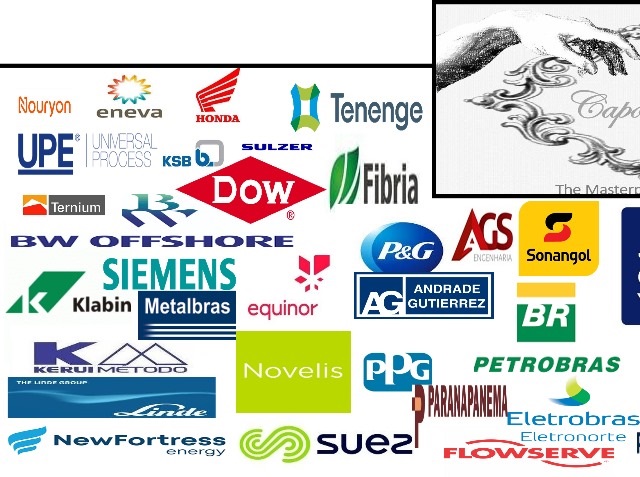 Capo
The Masterp
Nouryon
eneva
HONDA
Tenenge
UPE®
UNIVERSAL
PROCESS
KSB b.
SULZER
Dow®
Fibria
Ternium
BW OFFSHORE
P&G
AGS
ENGENHARIA
Sonangol
SIEMENS
Klabin
Metalbras
equinor
AG
ANDRADE
GUTIERREZ
BR
PETROBRAS
KERUI METODO
Novelis
PPG
PARANAPANEMA
THE LINDE GROUP
Linde
Eletrobras
Eletronorte
NewFortress
energy
suez
FLOWSERVE